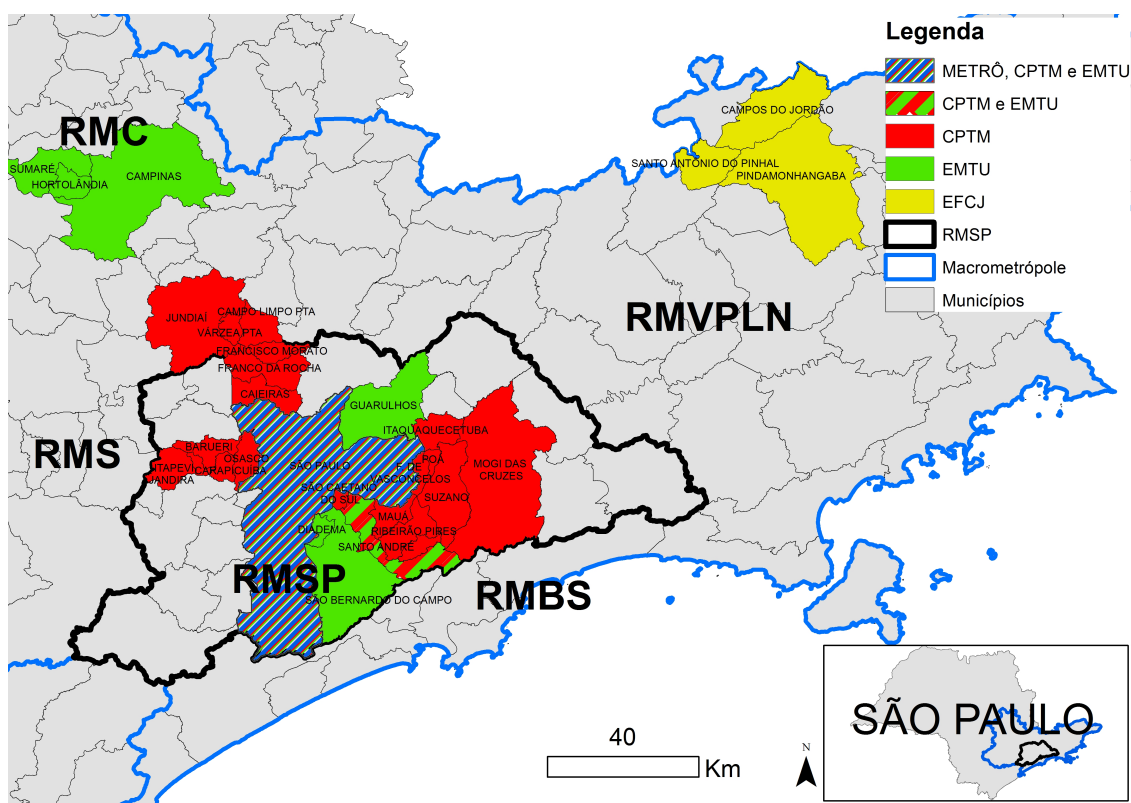 Legenda
METRÔ, CPTM e EMTU
CPTM e EMTU
CPTM
EMTU
EFCJ
RMSP
Macrometrópole
Municípios
RMC
SUMARÉ
HORTOLÂNDIA
CAMPINAS
CAMPOS DO JORDÃO
SANTO ANTÔNIO DO PINHAL
PINDAMONHANGABA
RMVPLN
JUNDIAÍ
CAMPO LIMPO PTA
VÁRZEA PTA
FRANCISCO MORATO
FRANCO DA ROCHA
CAIEIRAS
GUARULHOS
ITAQUAQUECETUBA
RMS
BARUERI
OSASCO
ITAPEVI
CARAPICUÍBA
JANDIRA
SÃO PAULO
POÁ
F. DE
VASCONCELOS
MOGI DAS
CRUZES
SUZANO
SÃO CAETANO
DO SUL
MAUÁ
DIADEMA
RIBEIRÃO PIRES
SANTO ANDRÉ
RMSP
SÃO BERNARDO DO CAMPO
RMBS
40
Km
N
SÃO PAULO